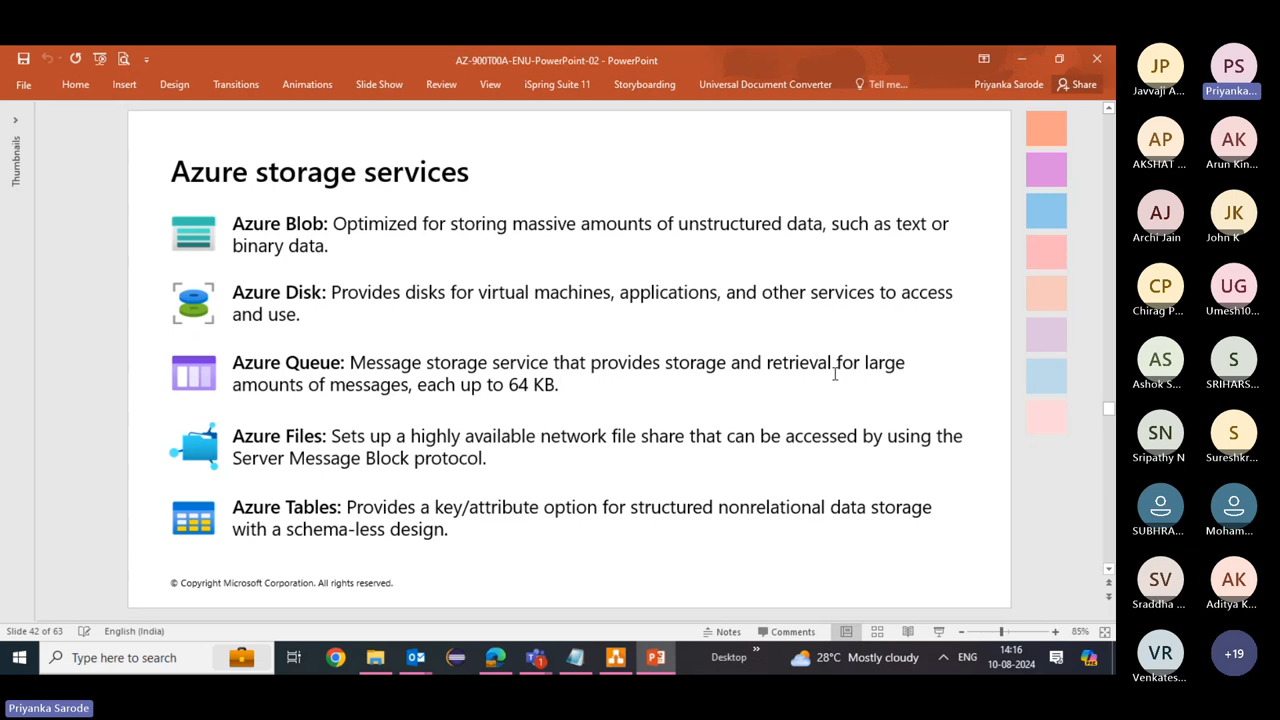 AZ-900T00A-ENU-PowerPoint-02 - PowerPoint
File Home Insert Design Transitions Animations Slide Show Review View iSpring Suite 11 Storyboarding Universal Document Converter Tell me... Priyanka Sarode Share
Thumbnails
Azure storage services
Azure Blob: Optimized for storing massive amounts of unstructured data, such as text or
binary data.
Azure Disk: Provides disks for virtual machines, applications, and other services to access
and use.
Azure Queue: Message storage service that provides storage and retrieval for large
amounts of messages, each up to 64 KB.
Azure Files: Sets up a highly available network file share that can be accessed by using the
Server Message Block protocol.
Azure Tables: Provides a key/attribute option for structured nonrelational data storage
with a schema-less design.
© Copyright Microsoft Corporation. All rights reserved.
Slide 42 of 63 English (India) Notes Comments 85%
Type here to search Desktop » 28°C Mostly cloudy ENG 14:16
10-08-2024
Priyanka Sarode
JP PS
Javvaji A... Priyanka...
AP AK
AKSHAT ... Arun Kin...
AJ JK
Archi Jain John K
CP UG
Chirag P... Umesh10...
AS S
Ashok S... SRIHARS...
SN S
Sripathy N Sureshkr...
SUBHRA... Moham...
SV AK
Sraddha ... Aditya K...
VR +19
Venkates...